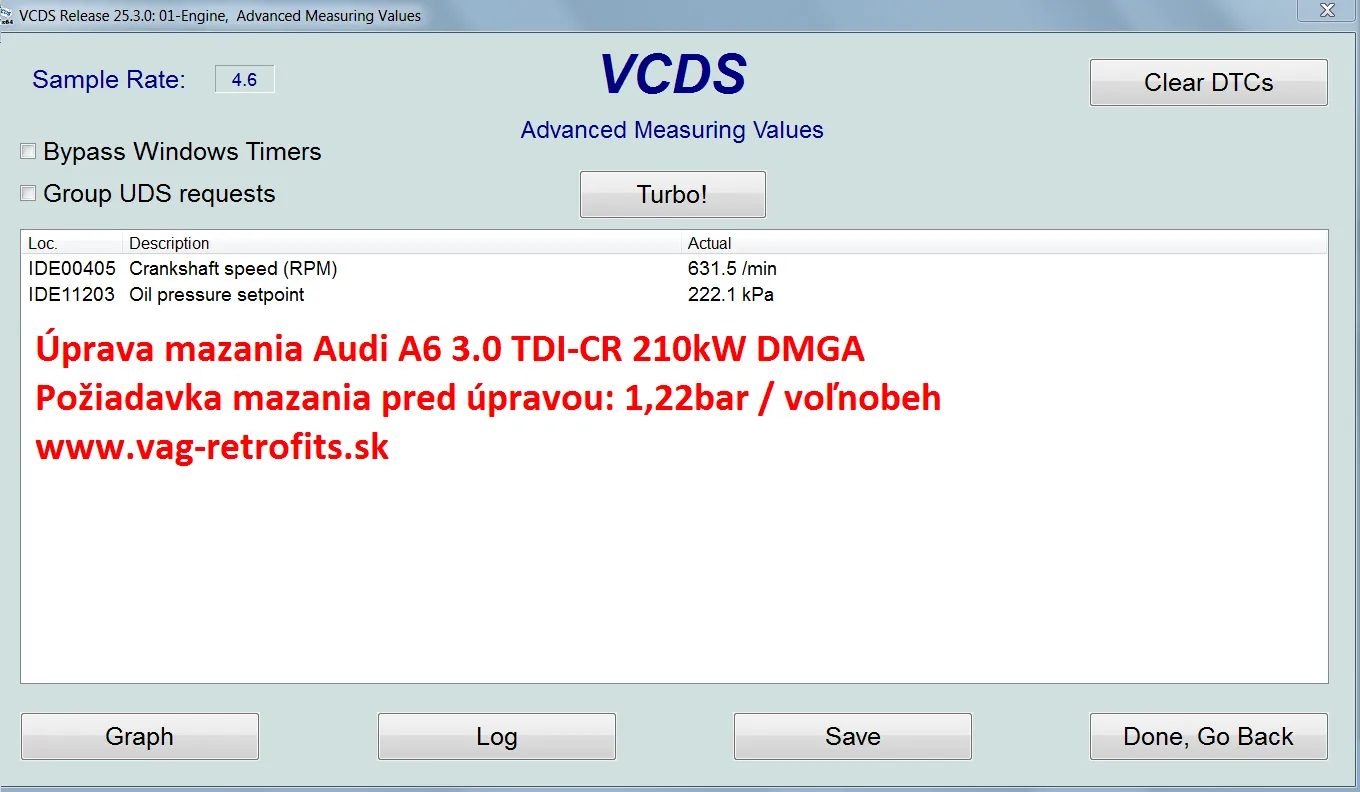 VCDS Release 25.3.0: 01-Engine,  Advanced Measuring Values
Sample Rate: 4.6
VCDS
Clear DTCs
Advanced Measuring Values
Bypass Windows Timers
Group UDS requests
Turbo!
Loc. Description Actual
IDE00405 Crankshaft speed (RPM) 631.5 /min
IDE11203 Oil pressure setpoint 222.1 kPa
Úprava mazania Audi A6 3.0 TDI-CR 210kW DMGA
Požiadavka mazania pred úpravou: 1,22bar / voľnobeh
www.vag-retrofits.sk
Graph Log Save Done, Go Back